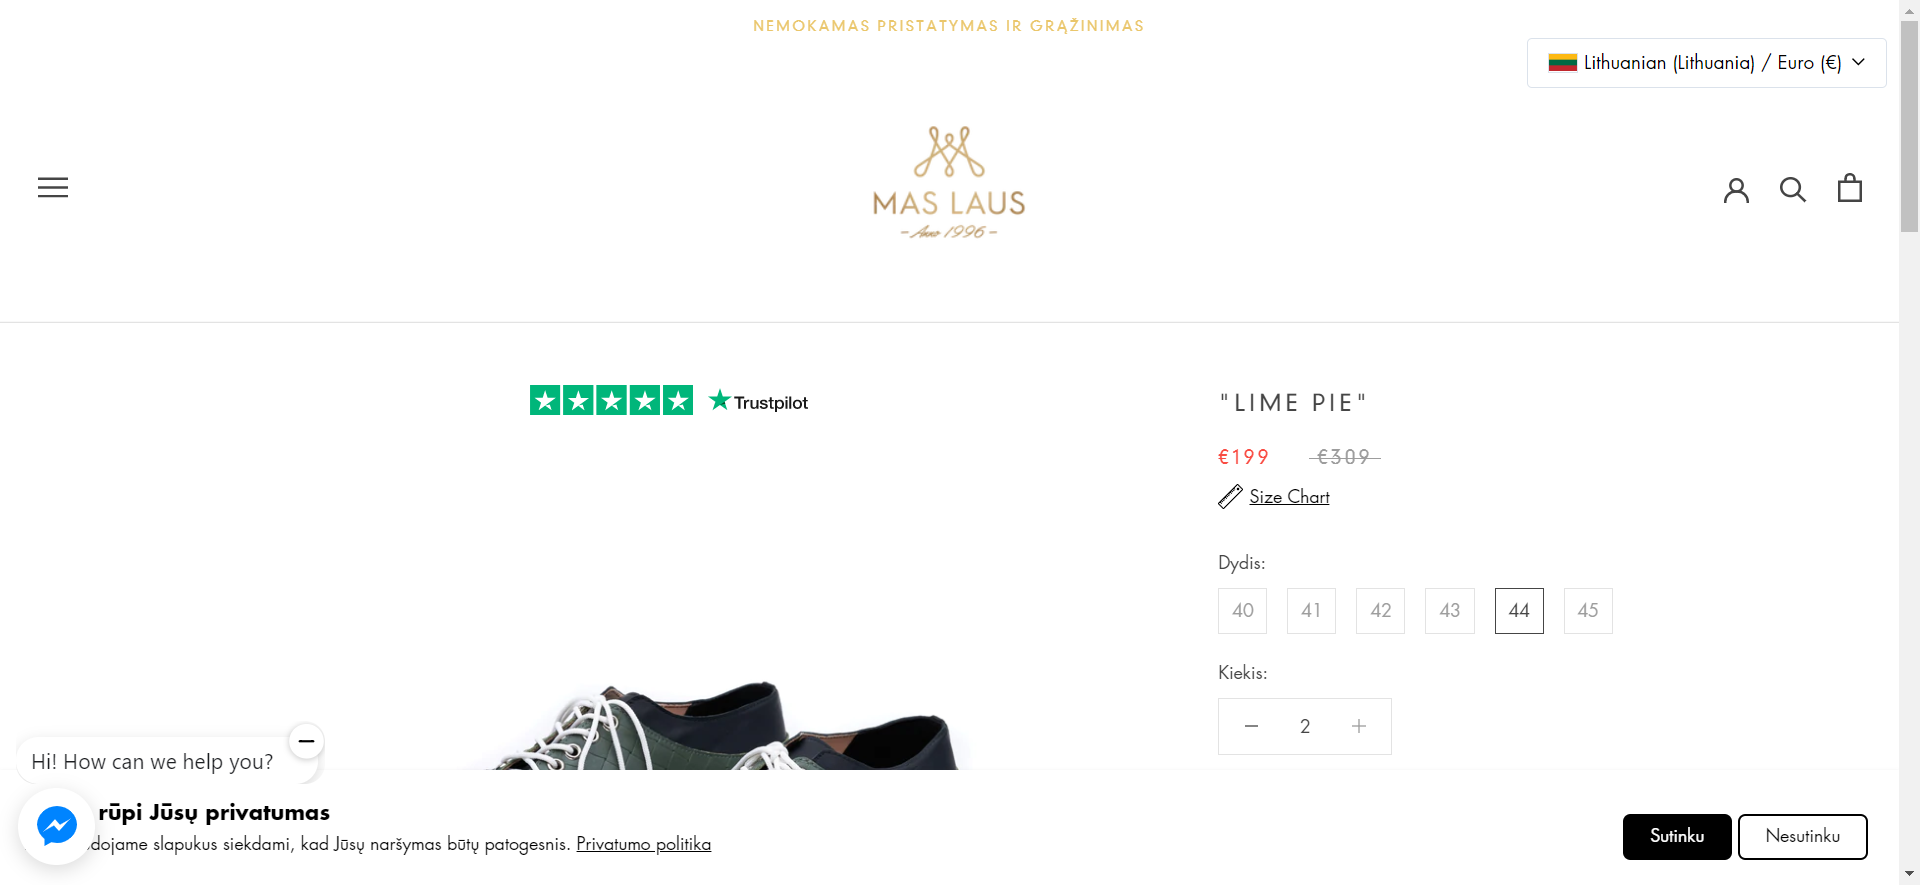 NEMOKAMAS PRISTATYMAS IR GRĄŽINIMAS
Lithuanian (Lithuania) / Euro (€)
MAS LAUS
- Anno 1996 -
Trustpilot
"LIME PIE"
€199 €309
Size Chart
Dydis:
40 41 42 43 44 45
Kiekis:
2
Hi! How can we help you?
rūpi Jūsų privatumas
dojame slapukus siekdami, kad Jūsų naršymas būtų patogesnis. Privatumo politika
Sutinku Nesutinku